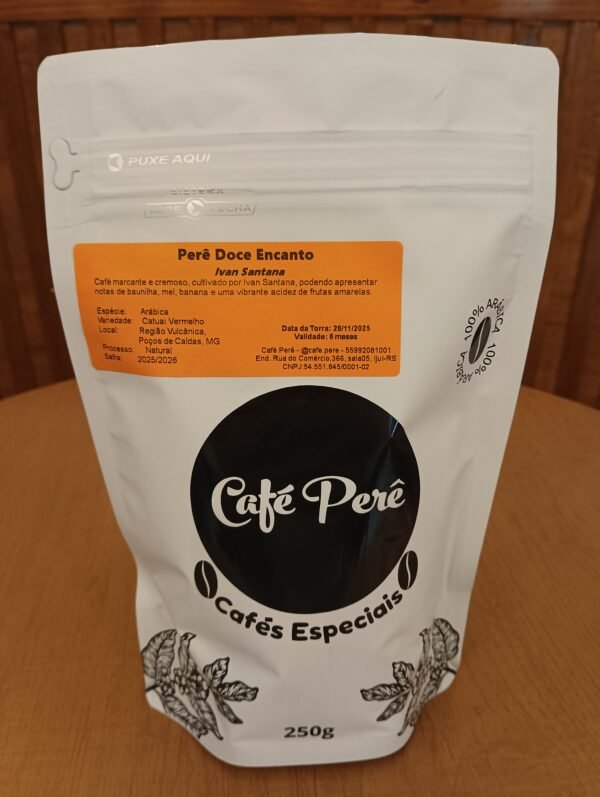 PUXE AQUI
SISTEMA
ABRE FECHA
Perê Doce Encanto
Ivan Santana
Café marcante e cremoso, cultivado por Ivan Santana, podendo apresentar
notas de baunilha, mel, banana e uma vibrante acidez de frutas amarelas.
Espécie: Arábica
Variedade: Catuai Vermelho
Local: Região Vulcânica,
Poços de Caldas, MG
Processo: Natural
Safra: 2025/2026
Data da Torra: 26/11/2025
Validade: 6 meses
Café Perê - @cafe.pere - 55992081001
End. Rua do Comércio,366, sala05, Ijuí-RS
CNPJ:54.551.845/0001-02
100% ARÁBICA
100% ARÁBICA
Café Perê
Cafés Especiais
250g